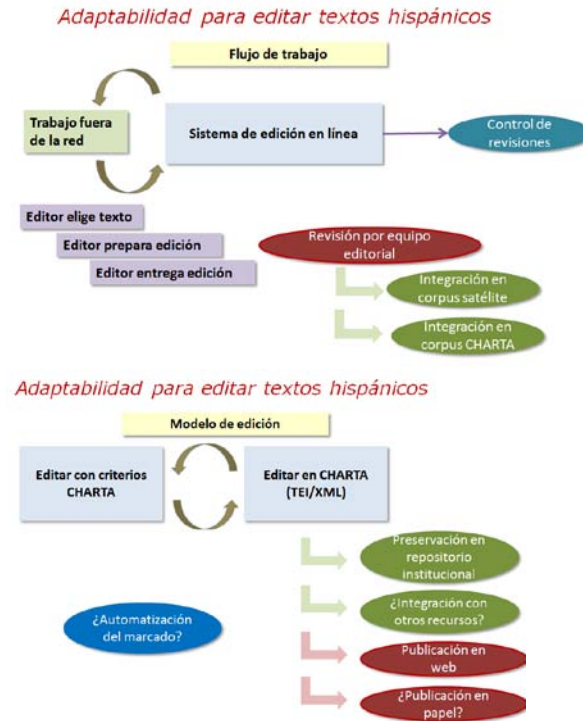 Adaptabilidad para editar textos hispánicos
Flujo de trabajo
Trabajo fuera
de la red
Sistema de edición en línea
Control de
revisiones
Editor elige texto
Editor prepara edición
Editor entrega edición
Revisión por equipo
editorial
Integración en
corpus satélite
Integración en
corpus CHARTA
Adaptabilidad para editar textos hispánicos
Modelo de edición
Editar con criterios
CHARTA
Editar en CHARTA
(TEI/XML)
Preservación en
repositorio
institucional
¿Automatización
del marcado?
¿Integración con
otros recursos?
Publicación en
web
¿Publicación en
papel?